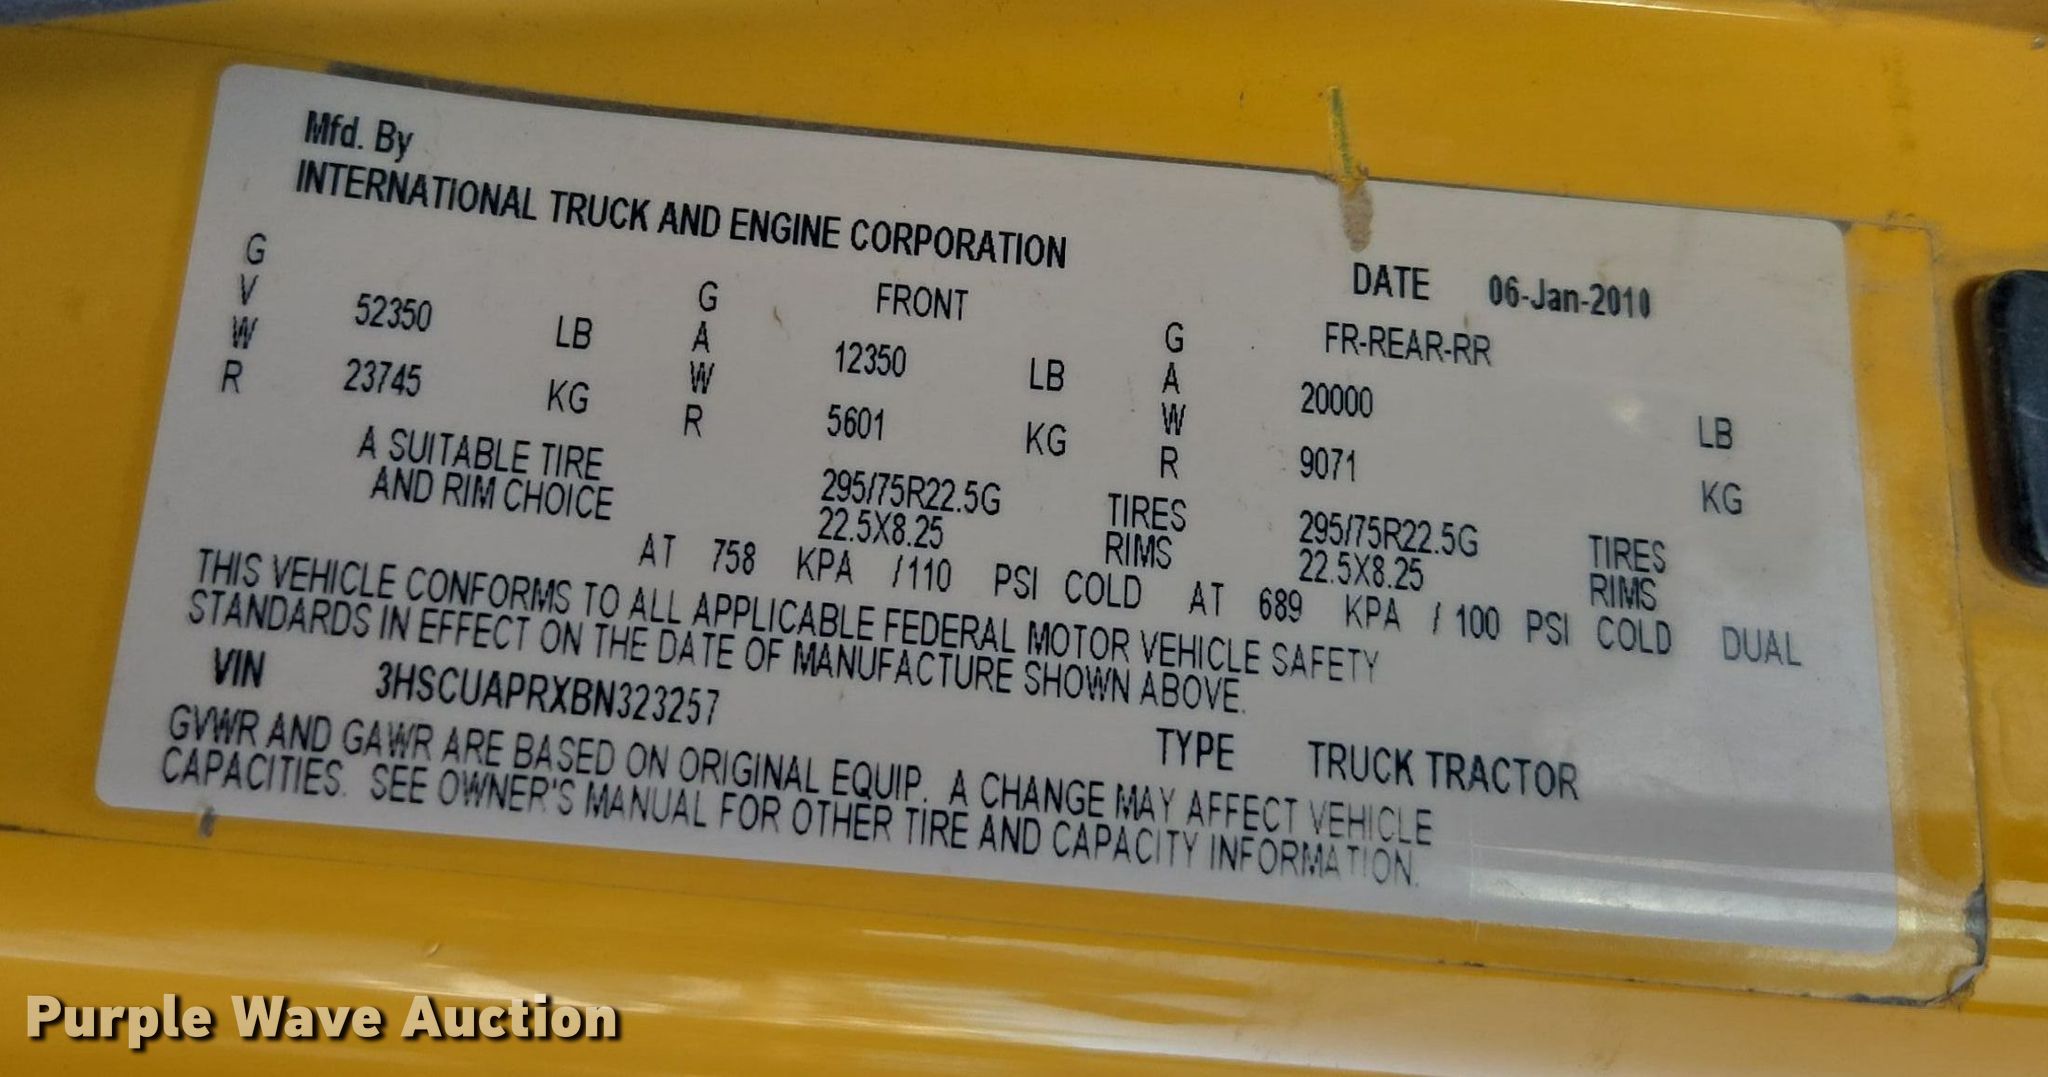 Mfd. By
INTERNATIONAL TRUCK AND ENGINE CORPORATION
DATE 06-Jan-2010
G V W R 52350 LB 23745 KG
G A W R FRONT 12350 LB 5601 KG
G A W R FR-REAR-RR 20000 LB 9071 KG
A SUITABLE TIRE 295/75R22.5G TIRES 295/75R22.5G TIRES
AND RIM CHOICE 22.5X8.25 RIMS 22.5X8.25 RIMS
AT 758 KPA /110 PSI COLD AT 689 KPA / 100 PSI COLD DUAL
THIS VEHICLE CONFORMS TO ALL APPLICABLE FEDERAL MOTOR VEHICLE SAFETY
STANDARDS IN EFFECT ON THE DATE OF MANUFACTURE SHOWN ABOVE.
VIN 3HSCUAPRXBN323257 TYPE TRUCK TRACTOR
GVWR AND GAWR ARE BASED ON ORIGINAL EQUIP. A CHANGE MAY AFFECT VEHICLE
CAPACITIES. SEE OWNER'S MANUAL FOR OTHER TIRE AND CAPACITY INFORMATION.
Purple Wave Auction